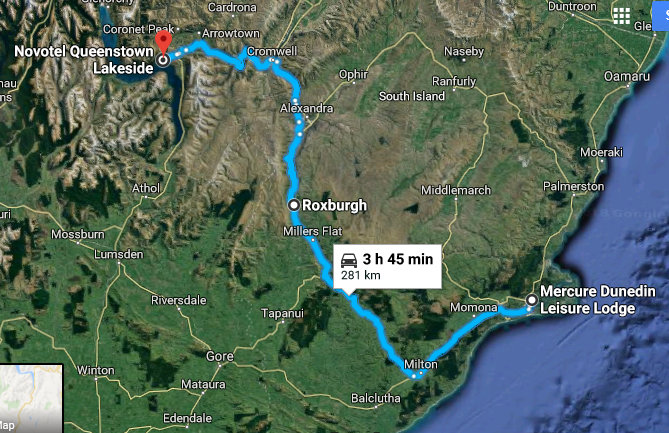 Glenorchy
Cardrona
Duntroon
Coronet Peak
Arrowtown
Novotel Queenstown
Lakeside
Cromwell
Naseby
Ophir
Ranfurly
Oamaru
South Island
Alexandra
Moeraki
Athol
Middlemarch
Palmerston
Roxburgh
Millers Flat
Mossburn
Lumsden
3 h 45 min
281 km
Mercure Dunedin
Leisure Lodge
Riversdale
Tapanui
Momona
Gore
Milton
Winton
Mataura
Balclutha
Edendale